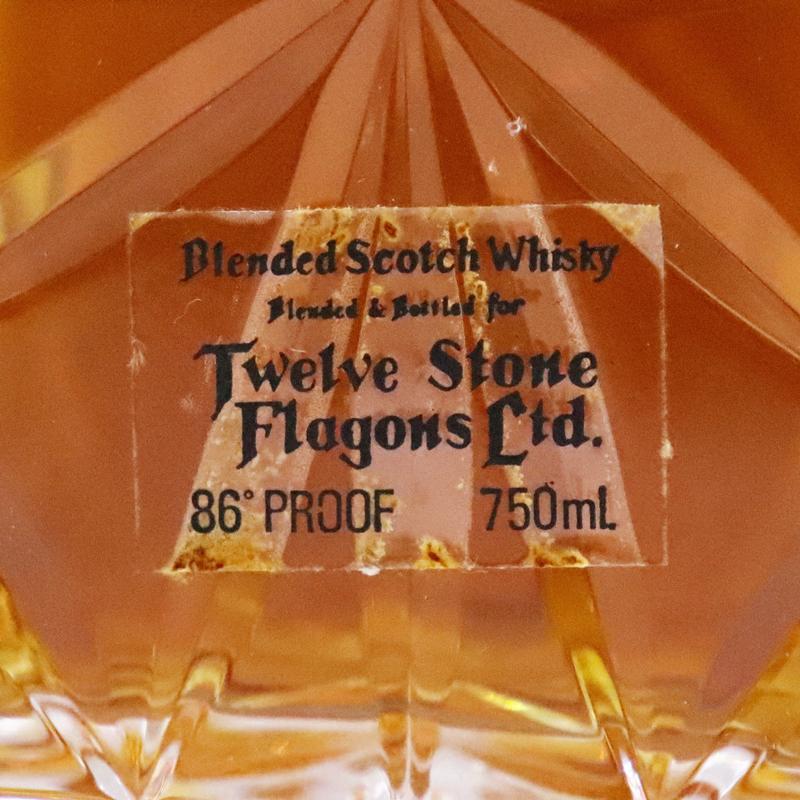 Blended Scotch Whisky
Blended & Bottled for
Twelve Stone
Flagons Ltd.
86° PROOF 750mL